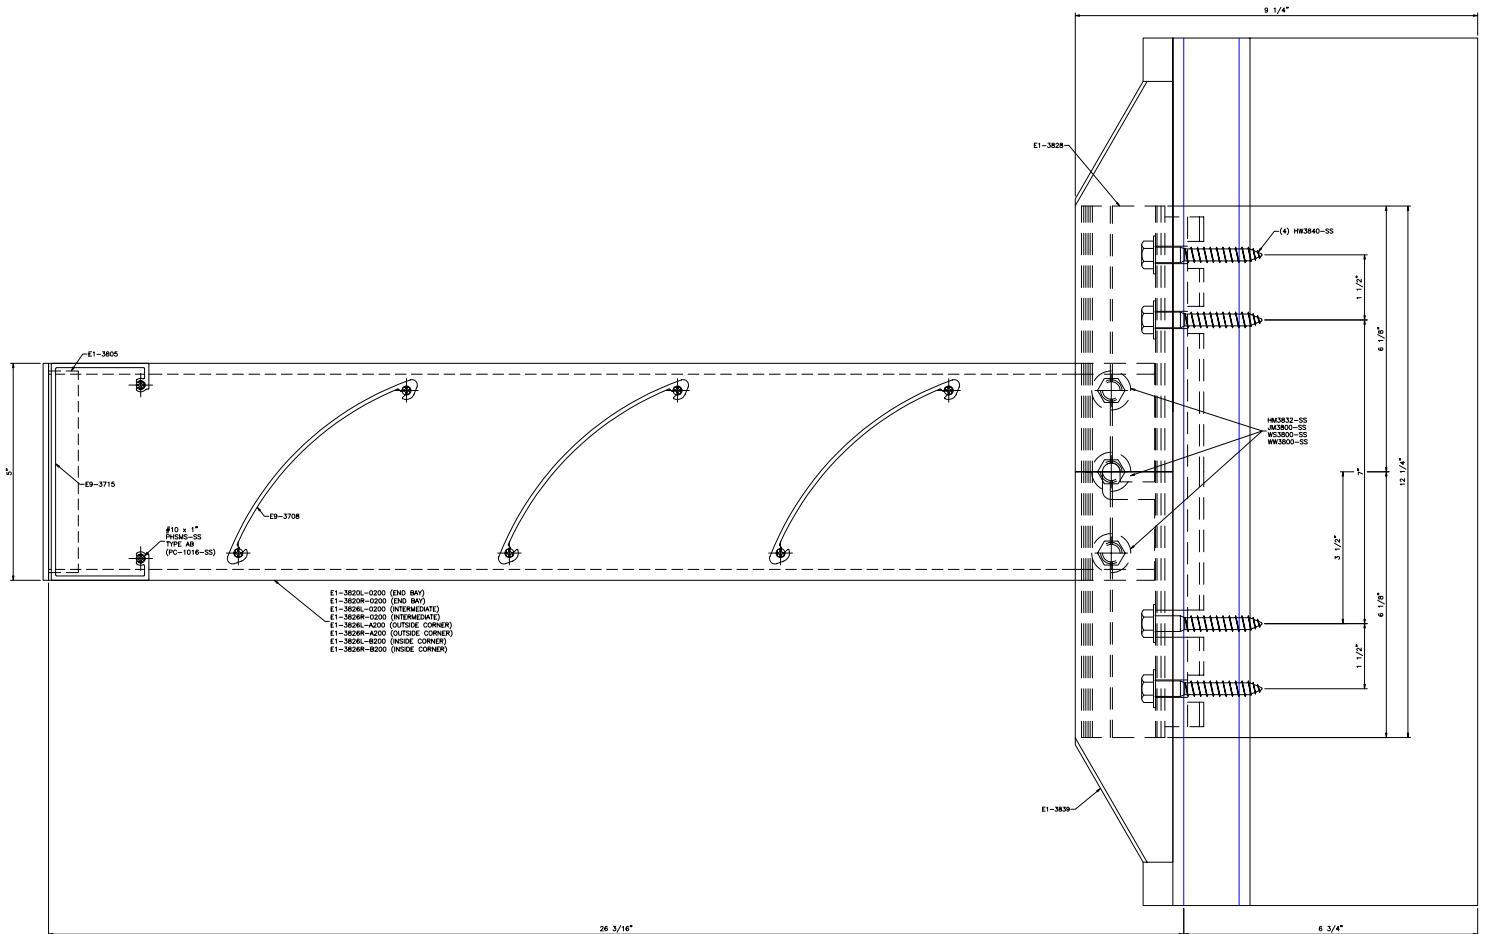 9 1/4"
E1-3828
(4) HW3840-SS
1 1/2"
6 1/8"
E1-3805
5"
HM3832-SS
JM3800-SS
WS3800-SS
WW3800-SS
7"
12 1/4"
E9-3715
E9-3708
#10 x 1"
PHSMS-SS
TYPE AB
(PC-1016-SS)
3 1/2"
6 1/8"
E1-3820L-0200 (END BAY)
E1-3820R-0200 (END BAY)
E1-3826L-0200 (INTERMEDIATE)
E1-3826R-0200 (INTERMEDIATE)
E1-3826L-A200 (OUTSIDE CORNER)
E1-3826R-A200 (OUTSIDE CORNER)
E1-3826L-B200 (INSIDE CORNER)
E1-3826R-B200 (INSIDE CORNER)
1 1/2"
E1-3839
26 3/16"
6 3/4"